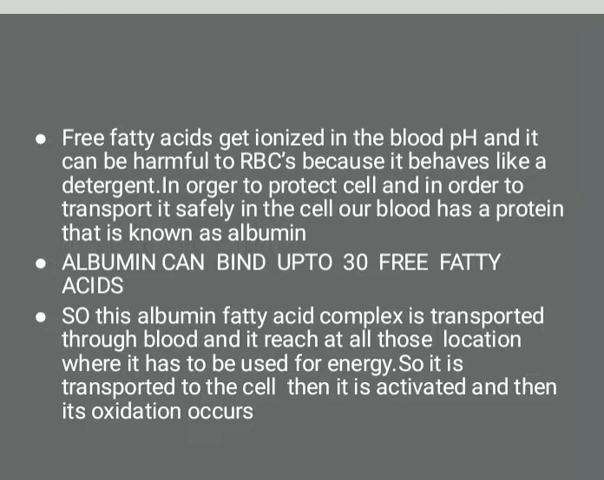 ● Free fatty acids get ionized in the blood pH and it
can be harmful to RBC's because it behaves like a
detergent.In orger to protect cell and in order to
transport it safely in the cell our blood has a protein
that is known as albumin
● ALBUMIN CAN BIND UPTO 30 FREE FATTY
ACIDS
● SO this albumin fatty acid complex is transported
through blood and it reach at all those location
where it has to be used for energy.So it is
transported to the cell then it is activated and then
its oxidation occurs